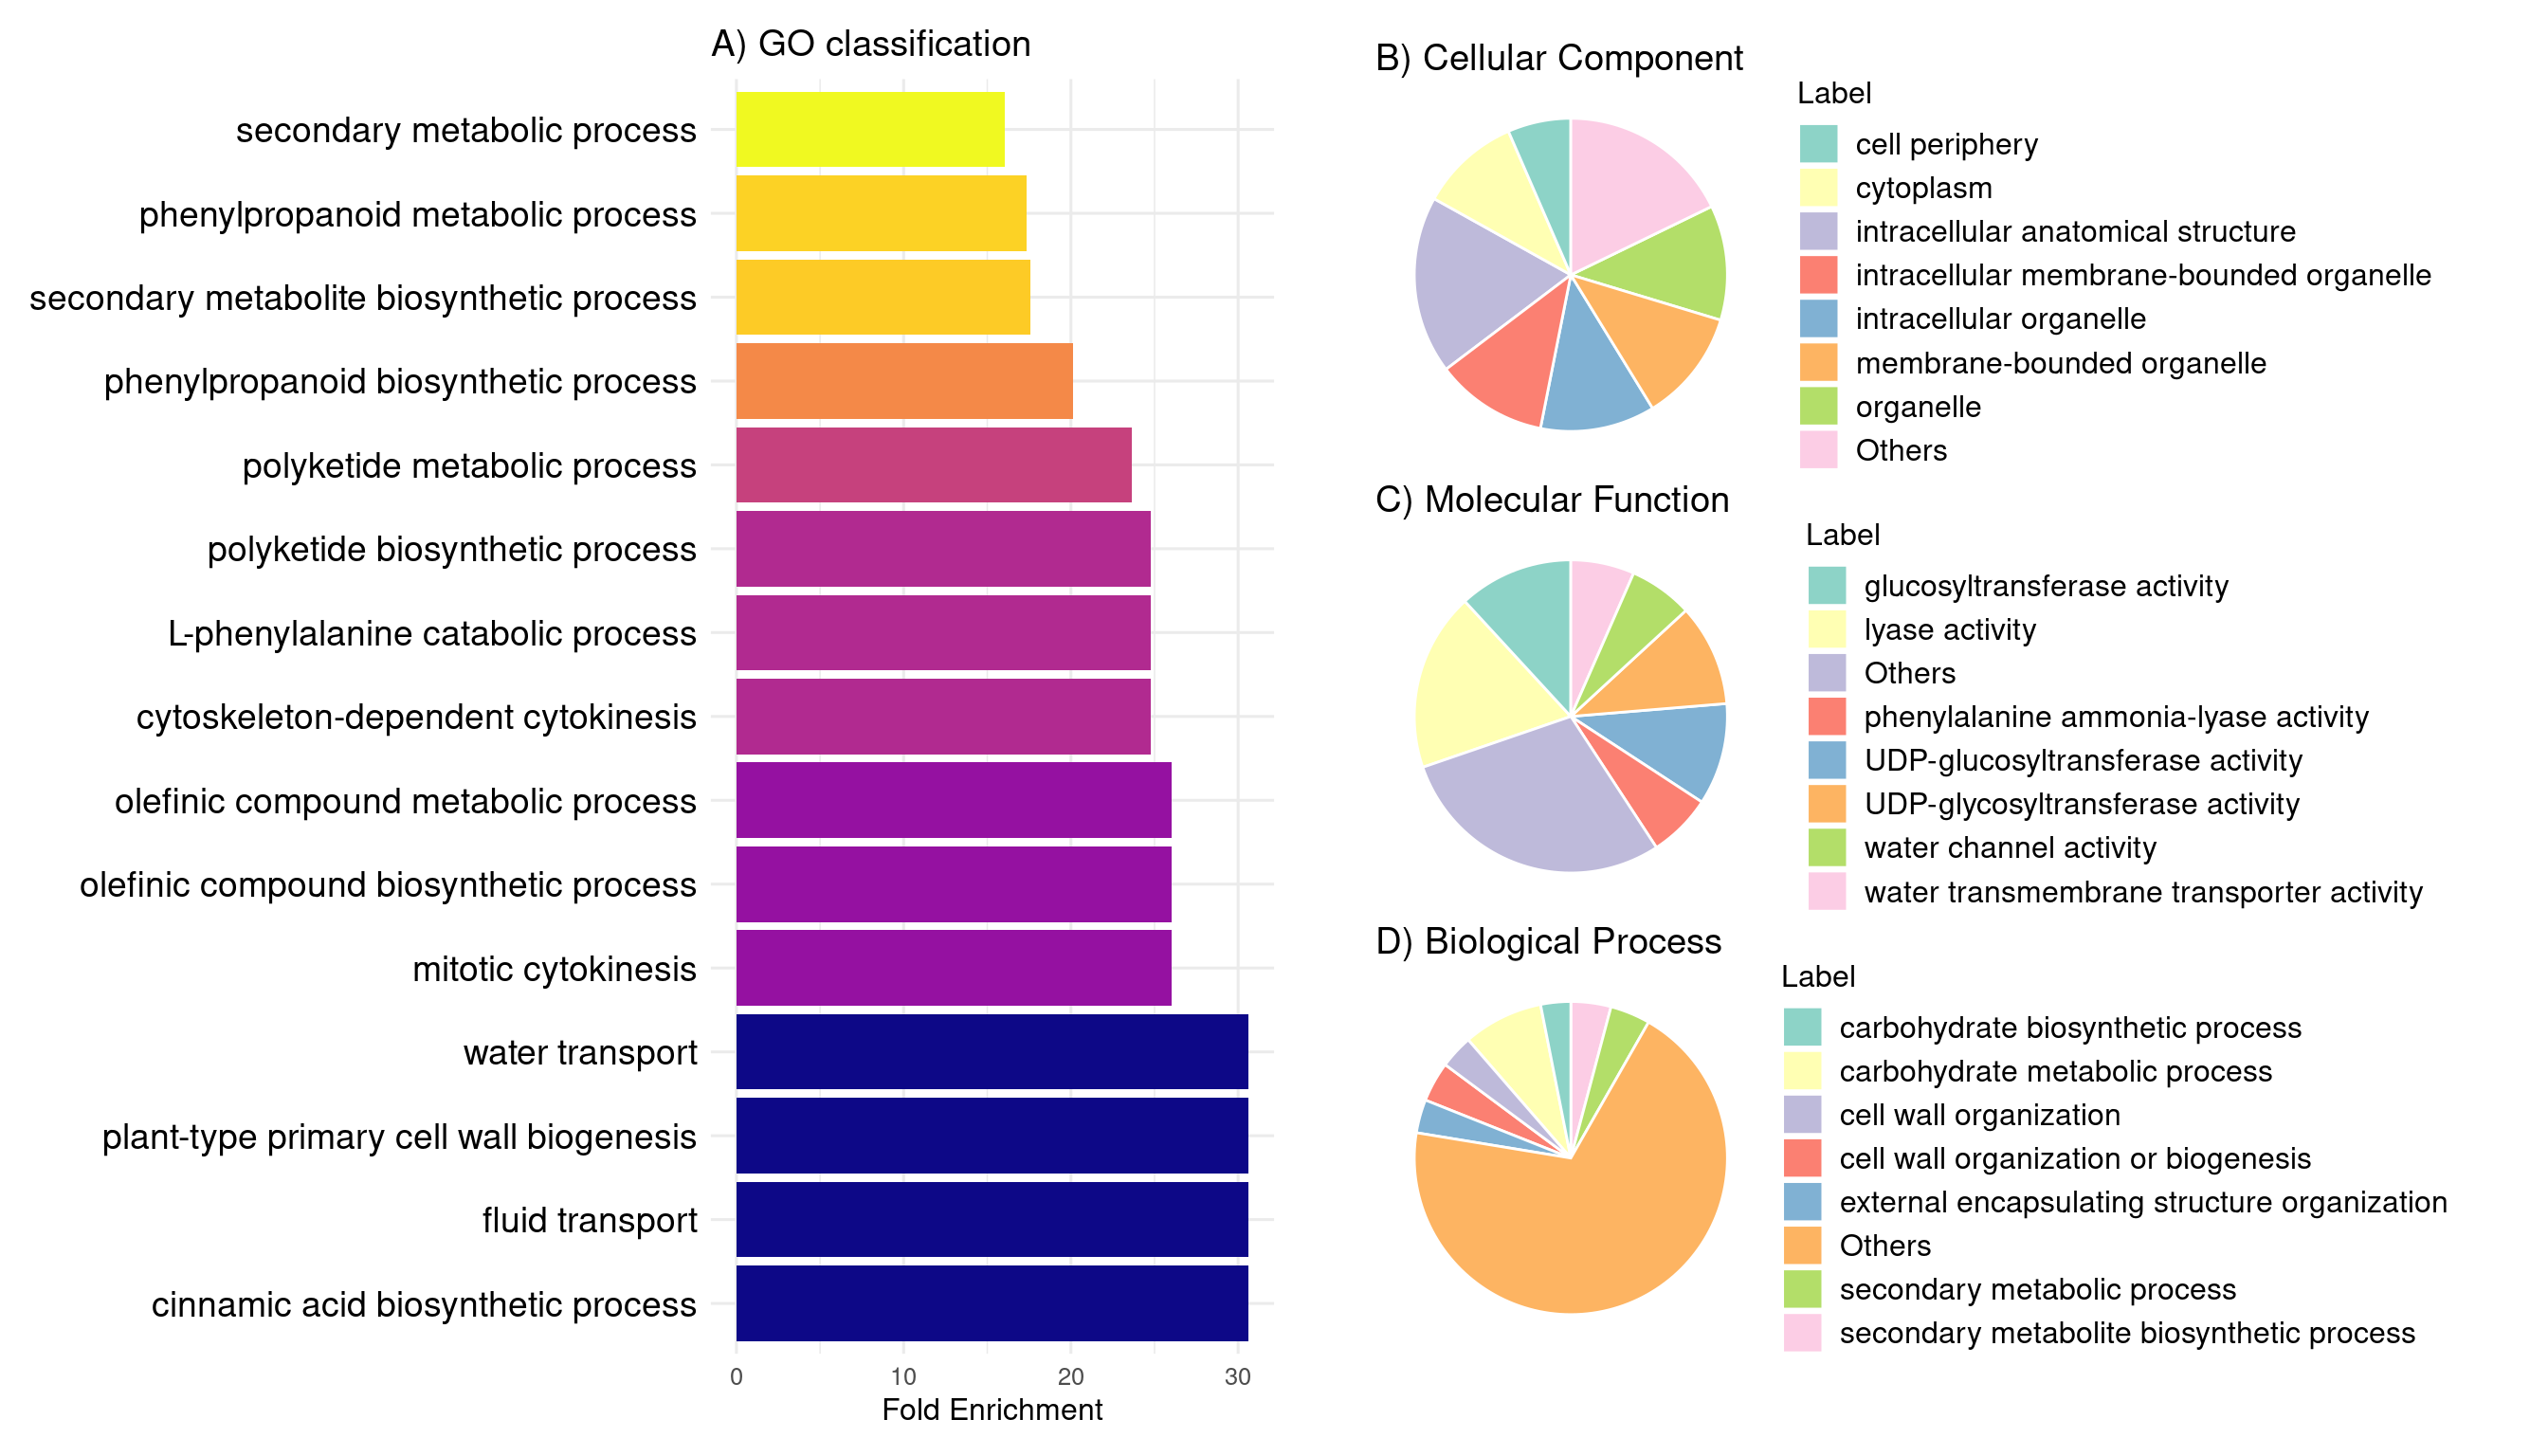 A) GO classification
secondary metabolic process
phenylpropanoid metabolic process
secondary metabolite biosynthetic process
phenylpropanoid biosynthetic process
polyketide metabolic process
polyketide biosynthetic process
L-phenylalanine catabolic process
cytoskeleton-dependent cytokinesis
olefinic compound metabolic process
olefinic compound biosynthetic process
mitotic cytokinesis
water transport
plant-type primary cell wall biogenesis
fluid transport
cinnamic acid biosynthetic process
0 10 20 30
Fold Enrichment
B) Cellular Component
Label
cell periphery
cytoplasm
intracellular anatomical structure
intracellular membrane-bounded organelle
intracellular organelle
membrane-bounded organelle
organelle
Others
C) Molecular Function
Label
glucosyltransferase activity
lyase activity
Others
phenylalanine ammonia-lyase activity
UDP-glucosyltransferase activity
UDP-glycosyltransferase activity
water channel activity
water transmembrane transporter activity
D) Biological Process
Label
carbohydrate biosynthetic process
carbohydrate metabolic process
cell wall organization
cell wall organization or biogenesis
external encapsulating structure organization
Others
secondary metabolic process
secondary metabolite biosynthetic process